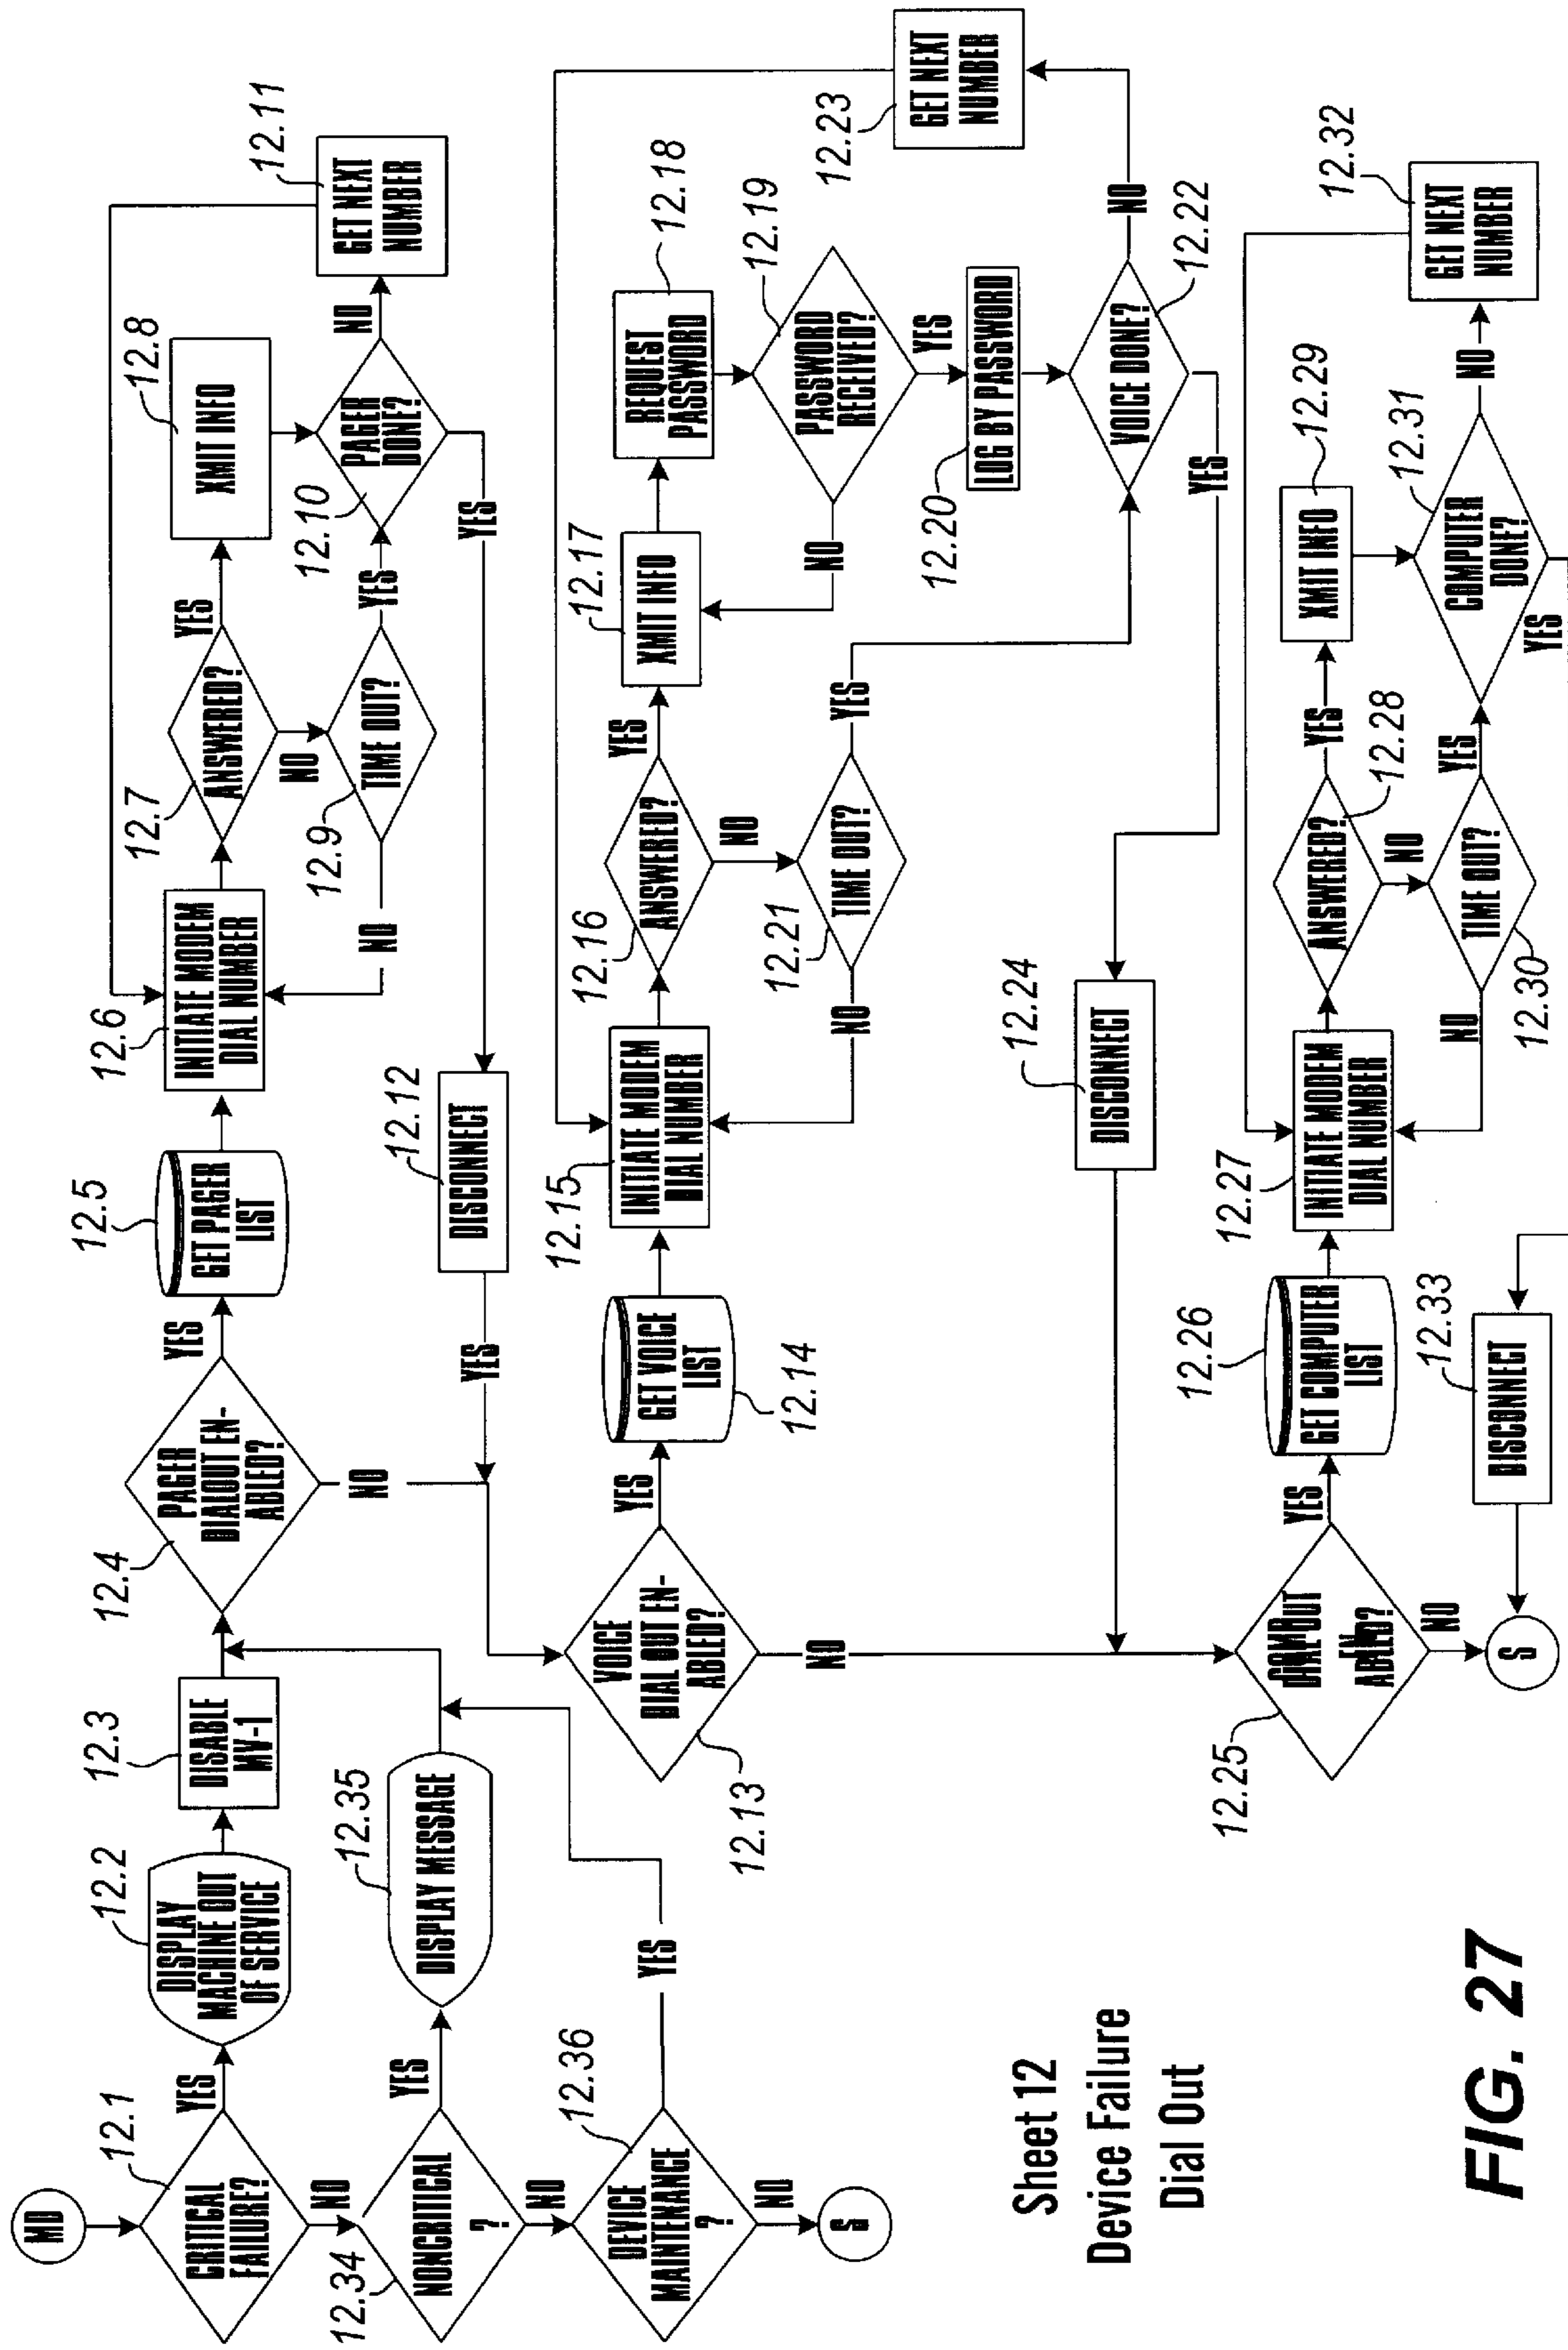 MD
12.1
CRITICAL
FAILURE?
YES
12.2
DISPLAY
MACHINE OUT
OF SERVICE
12.3
DISABLE
MV-1
12.4
PAGER
DIALOUT EN-
ABLED?
YES
12.5
GET PAGER
LIST
12.6
INITIATE MODEM
DIAL NUMBER
12.7
ANSWERED?
YES
12.8
XMIT INFO
NO
12.9
TIME OUT?
NO
YES
12.10
PAGER
DONE?
NO
12.11
GET NEXT
NUMBER
YES
12.12
DISCONNECT
YES
NO
NO
12.34
NONCRITICAL
?
YES
12.35
DISPLAY MESSAGE
NO
12.36
DEVICE
MAINTENANCE
?
YES
NO
S
12.13
VOICE
DIAL OUT EN-
ABLED?
YES
12.14
GET VOICE
LIST
12.15
INITIATE MODEM
DIAL NUMBER
12.16
ANSWERED?
YES
12.17
XMIT INFO
12.18
REQUEST
PASSWORD
12.19
PASSWORD
RECEIVED?
NO
YES
12.20
LOG BY PASSWORD
NO
12.21
TIME OUT?
NO
YES
12.22
VOICE DONE?
NO
12.23
GET NEXT
NUMBER
YES
12.24
DISCONNECT
NO
12.25
DIAL OUT
EN
ABLED?
YES
12.26
GET COMPUTER
LIST
12.27
INITIATE MODEM
DIAL NUMBER
12.28
ANSWERED?
YES
12.29
XMIT INFO
NO
12.30
TIME OUT?
NO
YES
12.31
COMPUTER
DONE?
NO
12.32
GET NEXT
NUMBER
YES
12.33
DISCONNECT
NO
S
Sheet 12
Device Failure
Dial Out
FIG. 27